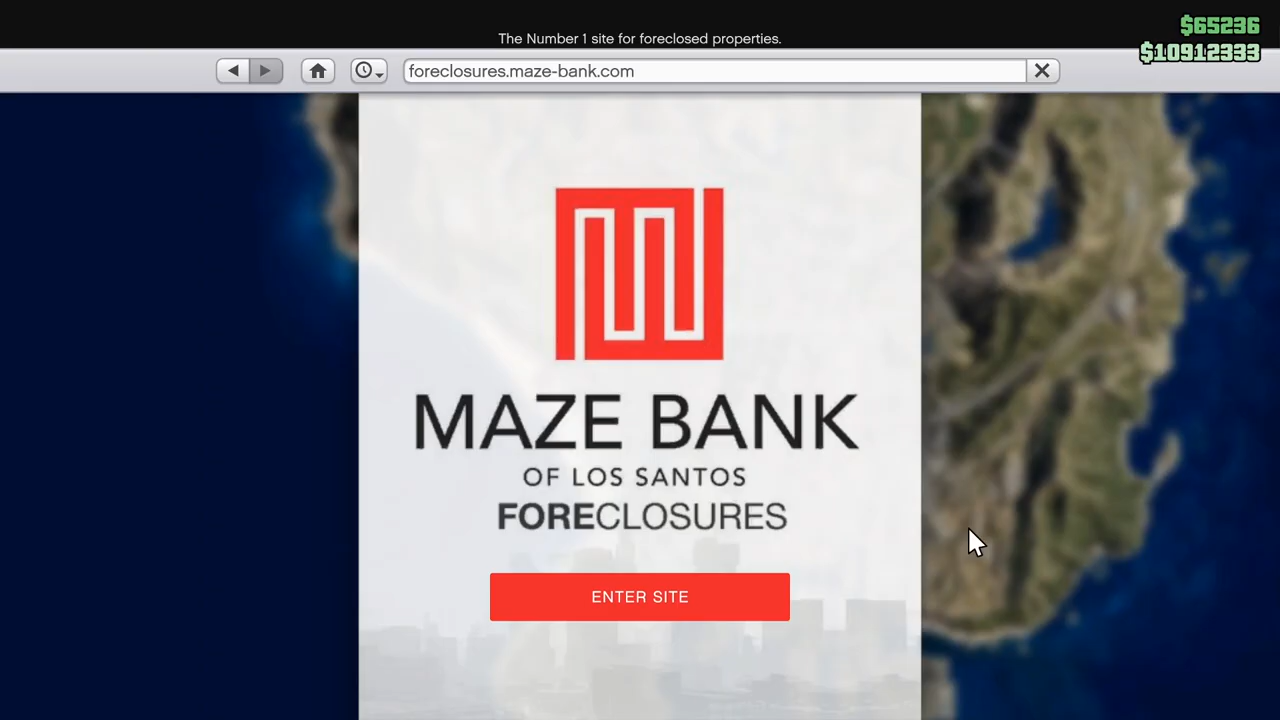 The Number 1 site for foreclosed properties.
$65236
$10912333
foreclosures.maze-bank.com
MAZE BANK
OF LOS SANTOS
FORECLOSURES
ENTER SITE